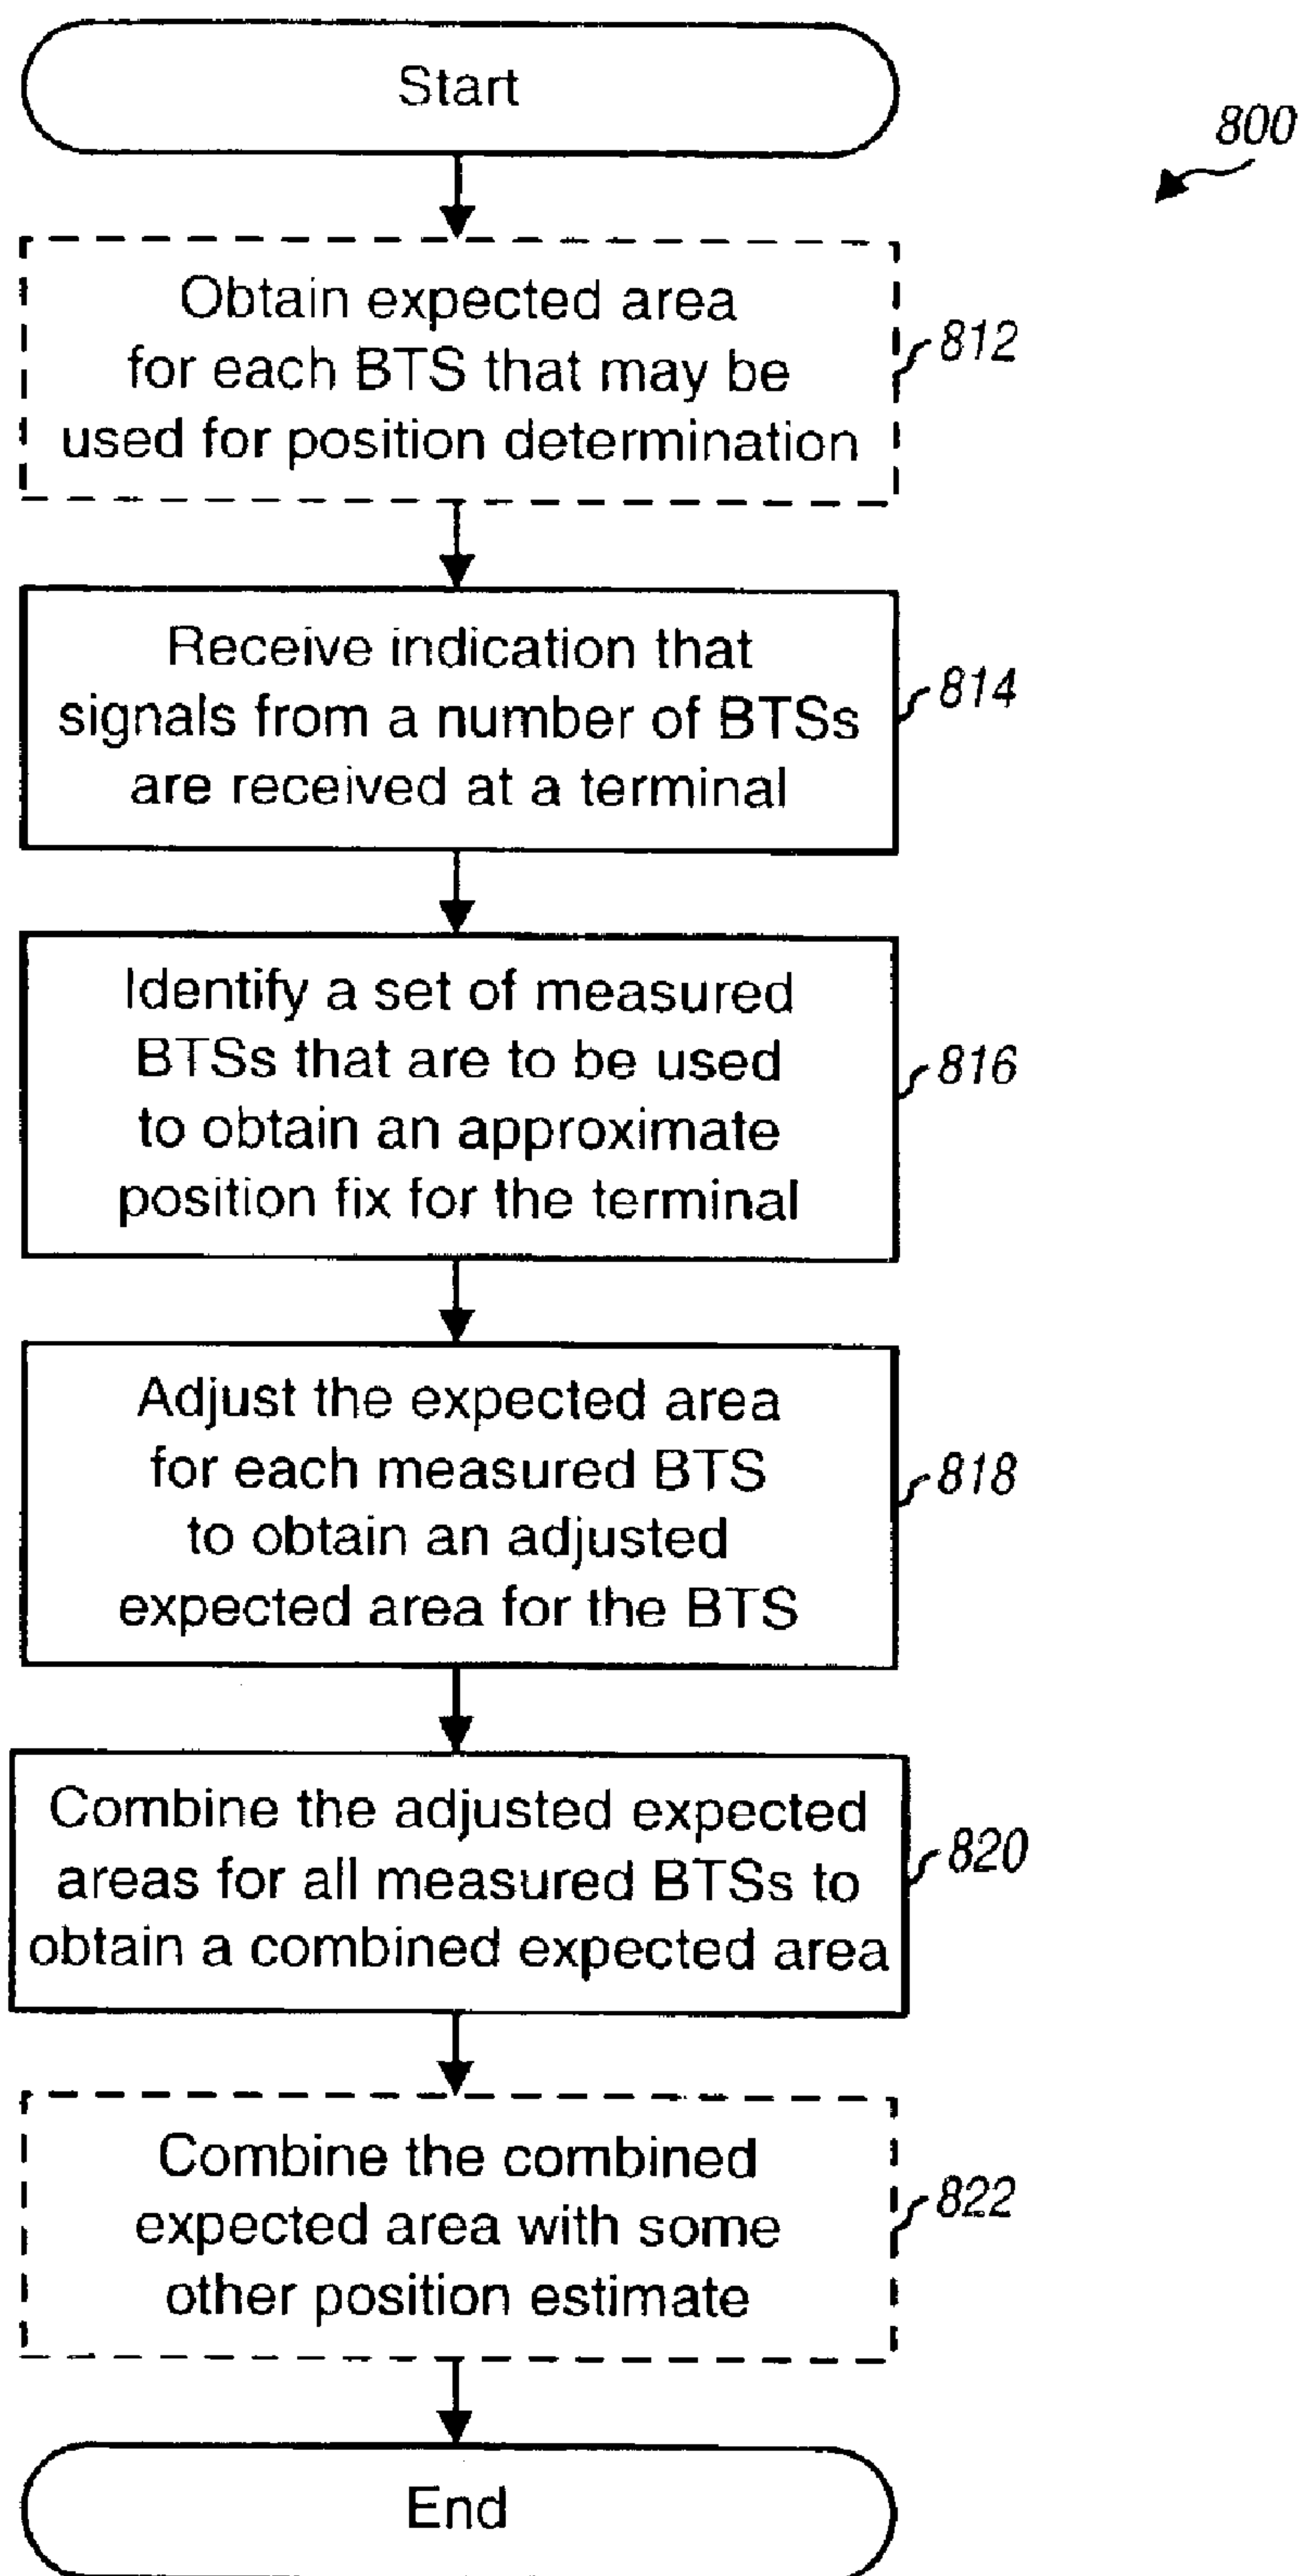 Start
800
Obtain expected area
for each BTS that may be
used for position determination
812
Receive indication that
signals from a number of BTSs
are received at a terminal
814
Identify a set of measured
BTSs that are to be used
to obtain an approximate
position fix for the terminal
816
Adjust the expected area
for each measured BTS
to obtain an adjusted
expected area for the BTS
818
Combine the adjusted expected
areas for all measured BTSs to
obtain a combined expected area
820
Combine the combined
expected area with some
other position estimate
822
End